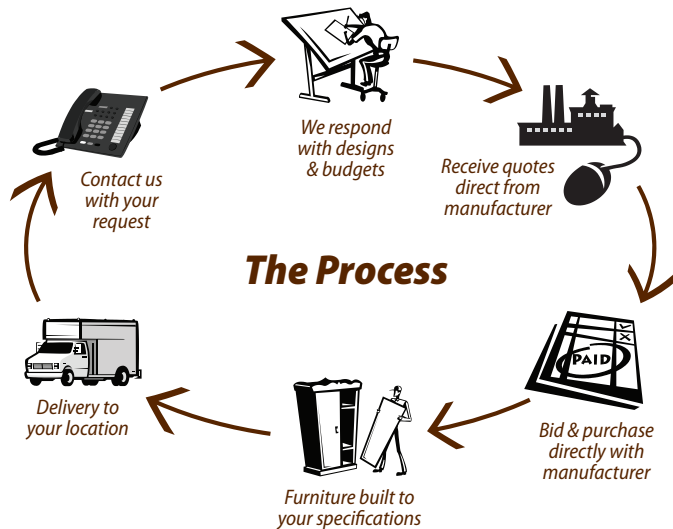 We respond
with designs
& budgets
Receive quotes
direct from
manufacturer
Contact us
with your
request
The Process
PAID
Bid & purchase
directly with
manufacturer
Furniture built to
your specifications
Delivery to
your location